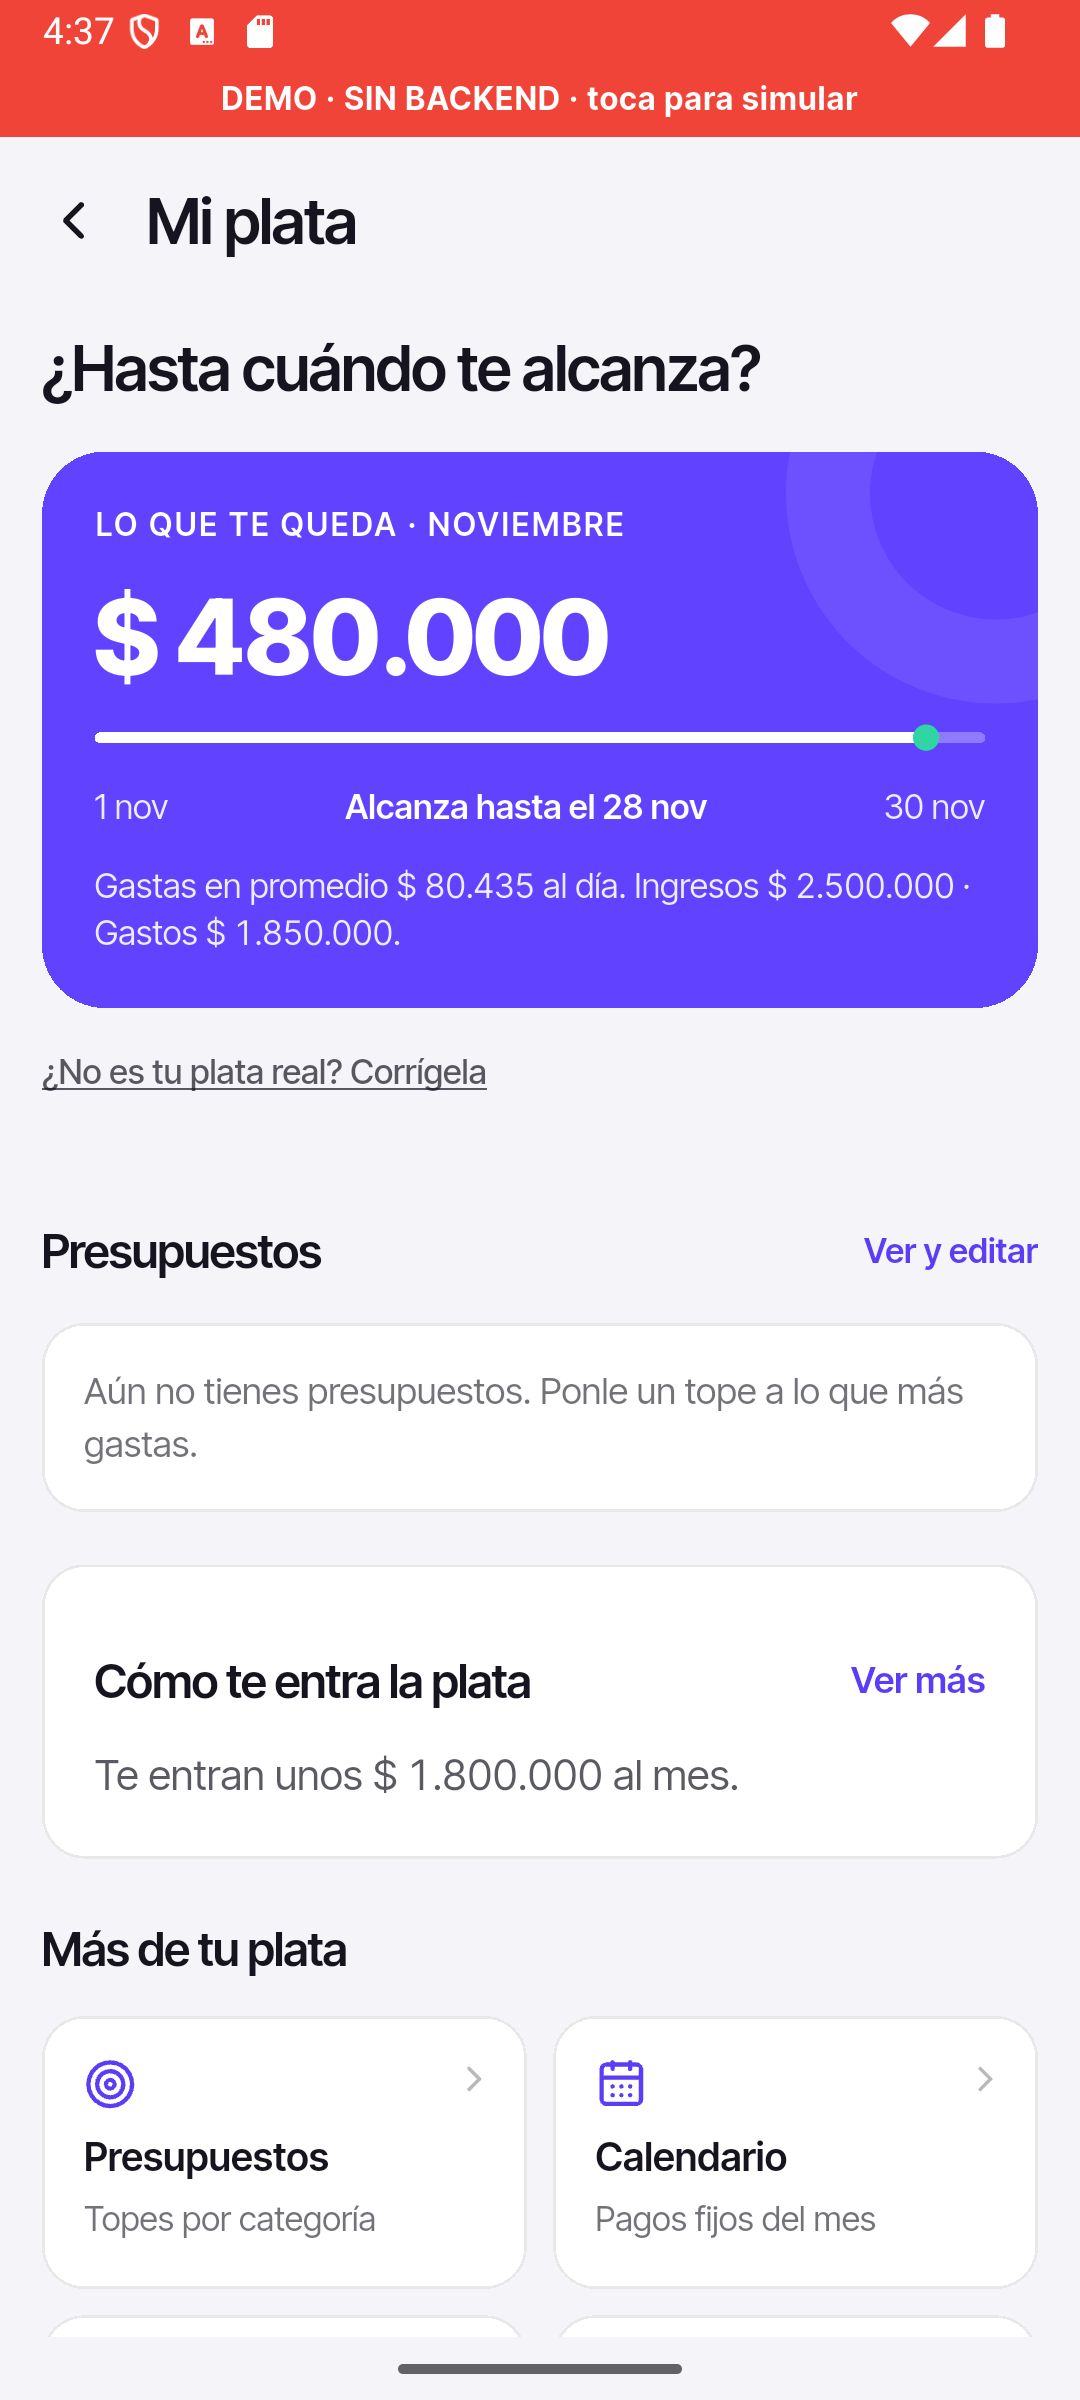 4:37
DEMO · SIN BACKEND · toca para simular
Mi plata
¿Hasta cuándo te alcanza?
LO QUE TE QUEDA · NOVIEMBRE
$ 480.000
1 nov
Alcanza hasta el 28 nov
30 nov
Gastas en promedio $ 80.435 al día. Ingresos $ 2.500.000 ·
Gastos $ 1.850.000.
¿No es tu plata real? Corrígela
Presupuestos
Ver y editar
Aún no tienes presupuestos. Ponle un tope a lo que más
gastas.
Cómo te entra la plata
Ver más
Te entran unos $ 1.800.000 al mes.
Más de tu plata
Presupuestos
Topes por categoría
Calendario
Pagos fijos del mes